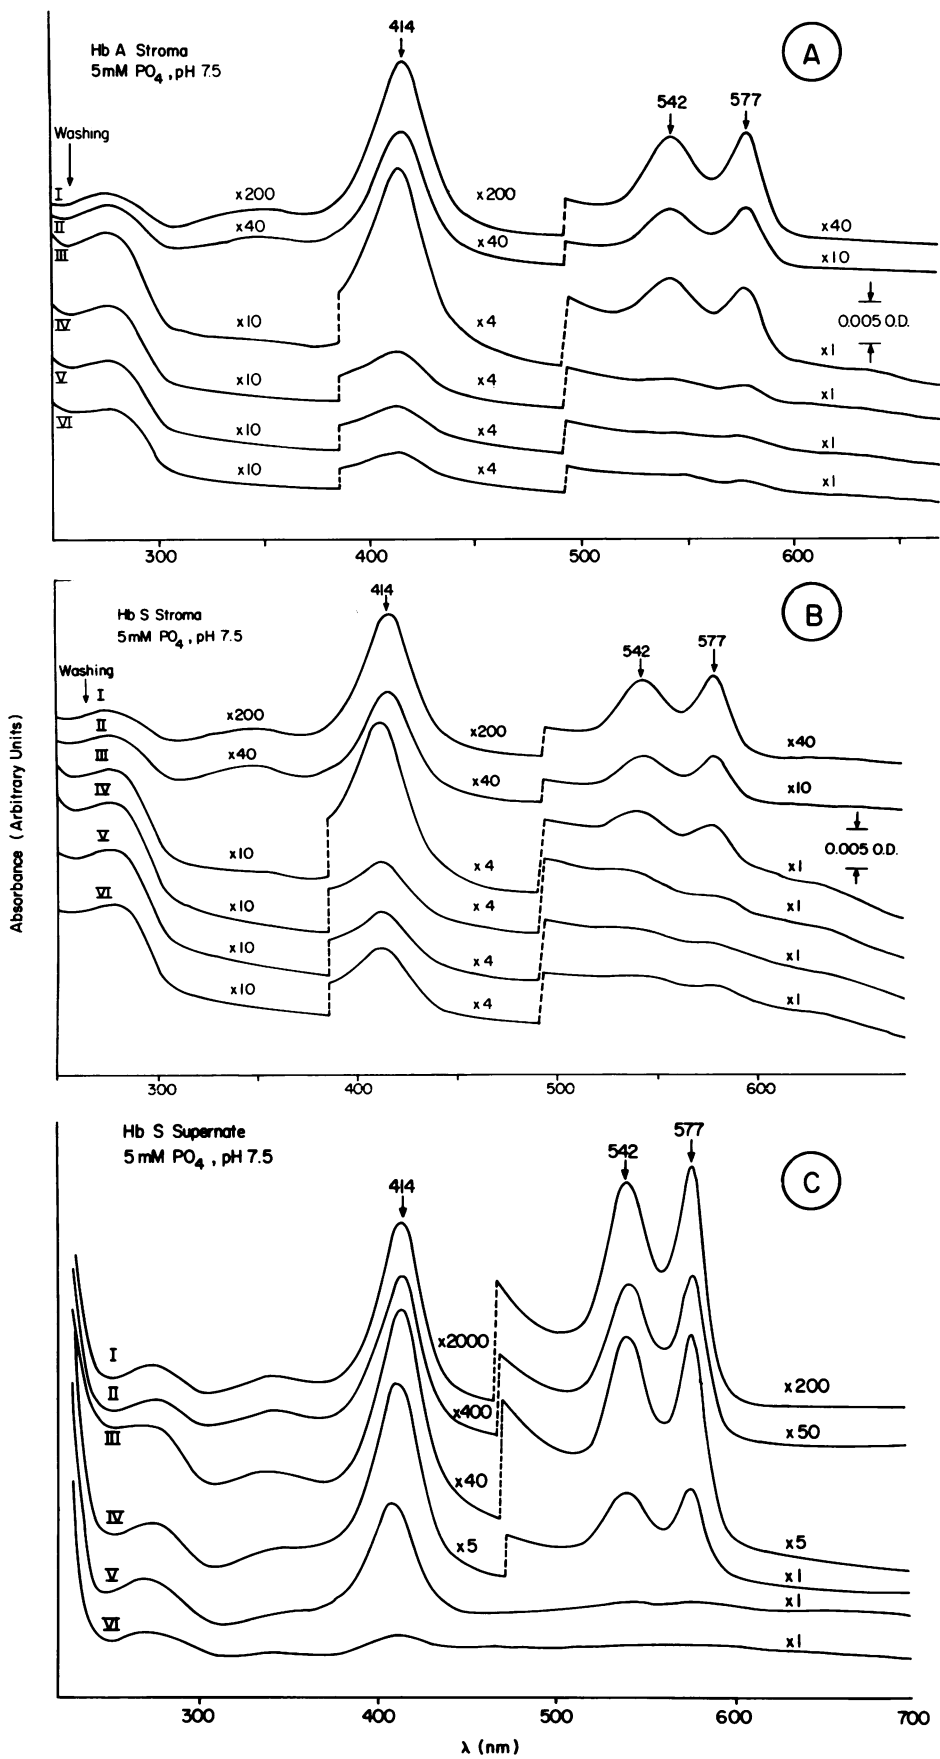 414
A
Hb A Stroma
5mM PO4, pH 7.5
542
577
Washing
I
x200
x200
x40
II
x40
x40
x10
III
0.005 O.D.
x10
x4
x1
IV
x10
x4
x1
V
x10
x4
x1
VI
x10
x4
x1
300
400
500
600
B
414
Hb S Stroma
5mM PO4, pH 7.5
542
577
Washing
I
x200
x200
x40
II
x40
x40
x10
III
0.005 O.D.
x10
x4
x1
IV
x10
x4
x1
V
x10
x4
x1
VI
x10
x4
x1
300
400
500
600
Absorbance (Arbitrary Units)
Hb S Supernate
5mM PO4, pH 7.5
577
542
C
414
I
x2000
x200
II
x400
x50
III
x40
x5
IV
x5
x1
V
x1
VI
x1
300
400
500
600
700
λ (nm)